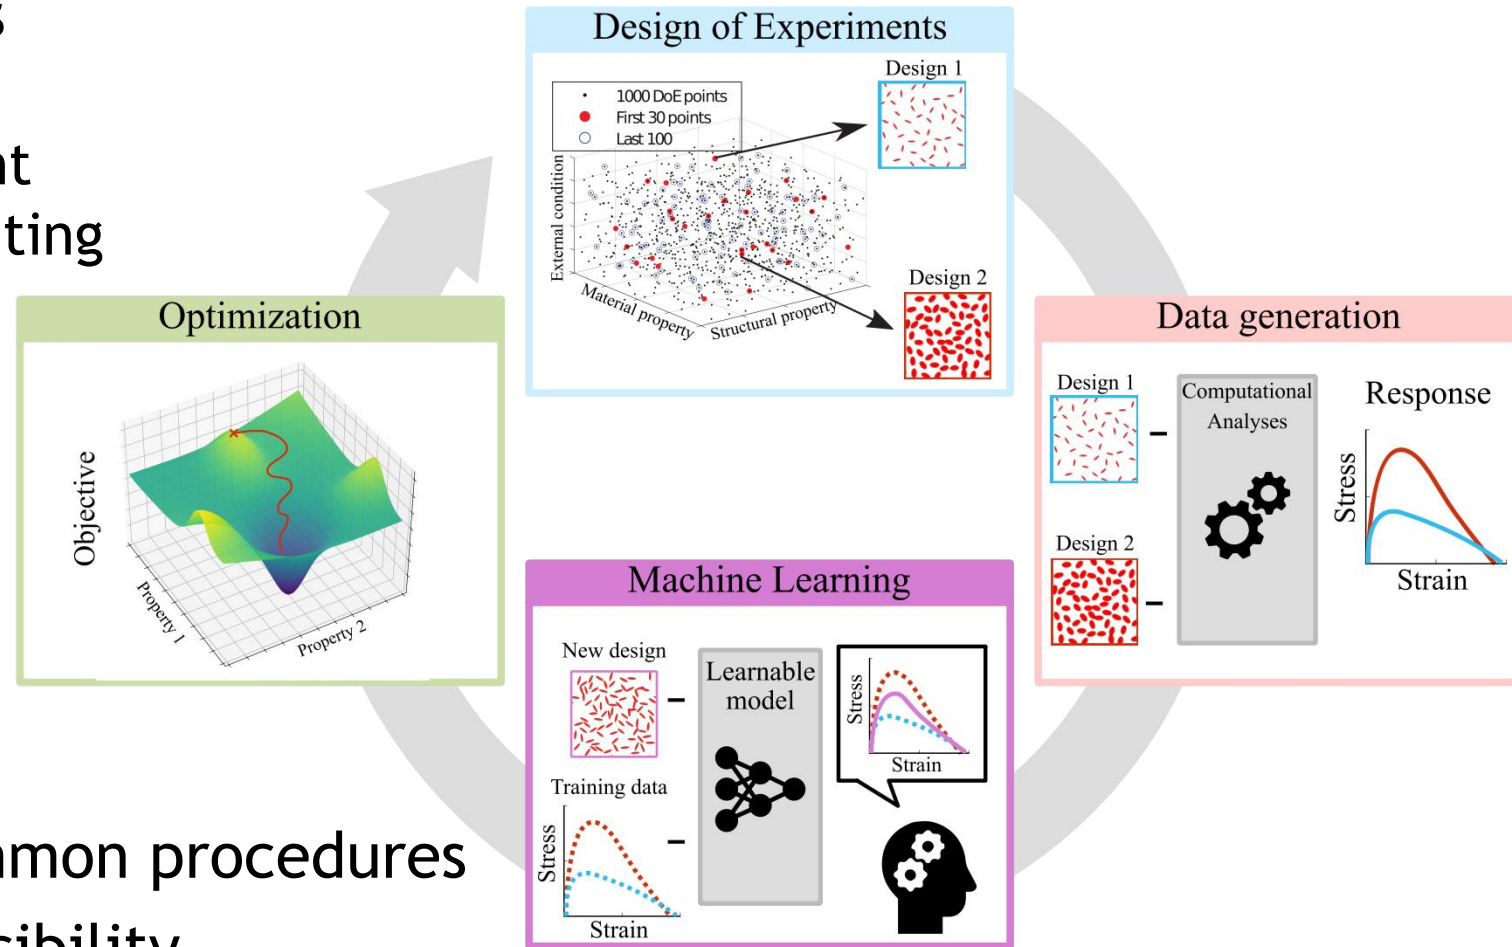 Design of Experiments
1000 DoE points
First 30 points
Last 100
External condition
Material property
Structural property
Design 1
Design 2
ting
Optimization
Objective
Property 1
Property 2
Data generation
Design 1
Design 2
Computational
Analyses
Response
Stress
Strain
Machine Learning
New design
Training data
Stress
Strain
Learnable
model
Stress
Strain
mmon procedures
cibility